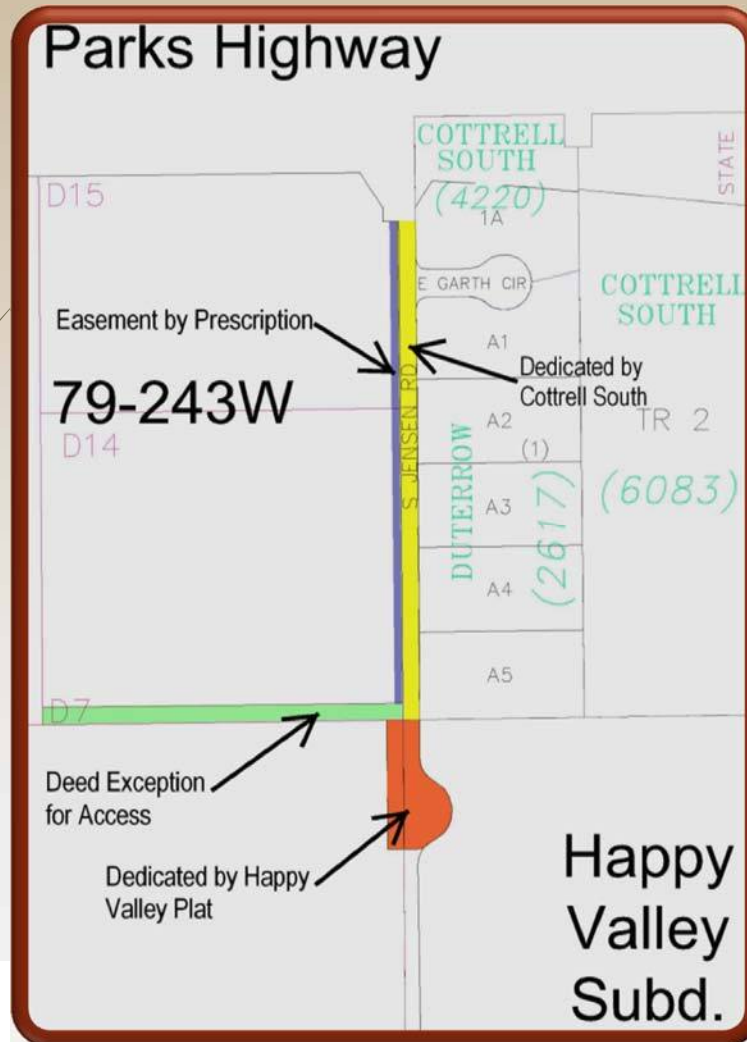 Parks Highway
COTTRELL
SOUTH
(4220)
STATE
D15
1A
E GARTH CIR
COTTRELL
SOUTH
Easement by Prescription
A1
Dedicated by
Cottrell South
79-243W
S JENSEN RD
A2
TR 2
D14
(1)
DUTERROW
(2617)
(6083)
A3
A4
A5
D7
Deed Exception
for Access
Dedicated by Happy
Valley Plat
Happy
Valley
Subd.